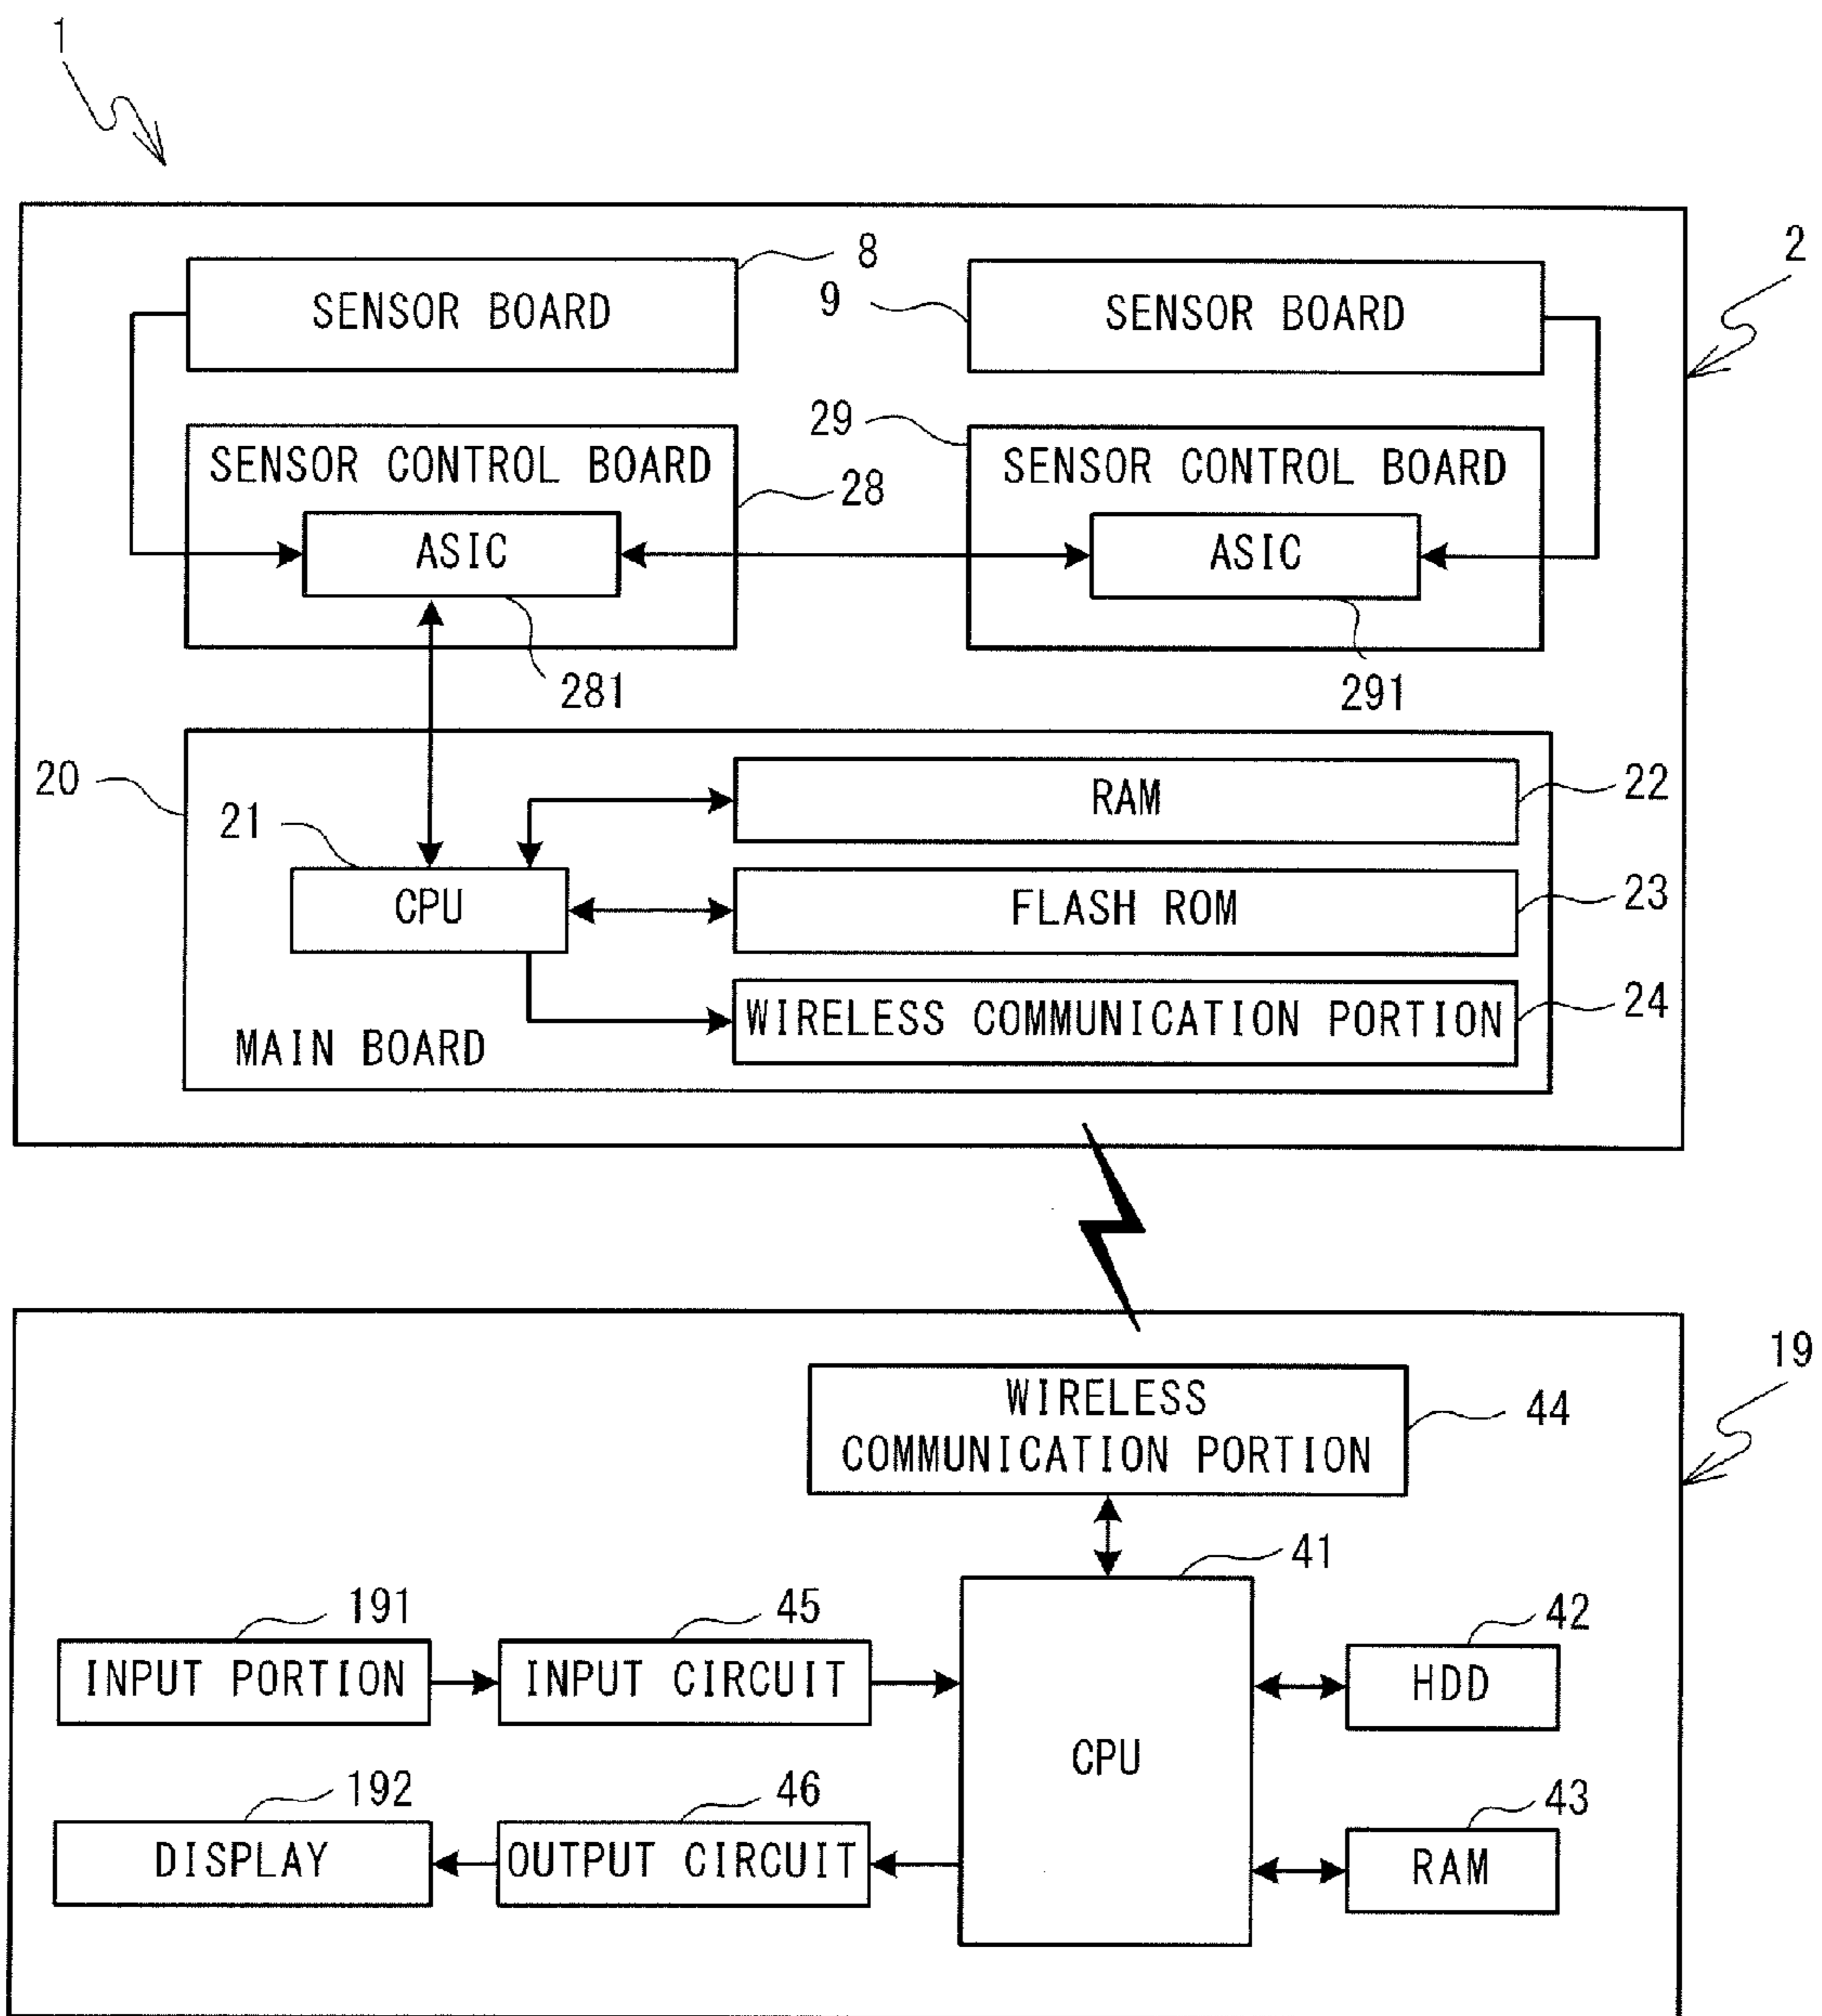 1
2
8
SENSOR BOARD
9
SENSOR BOARD
SENSOR CONTROL BOARD
28
ASIC
281
29
SENSOR CONTROL BOARD
ASIC
291
20
21
CPU
RAM
22
FLASH ROM
23
WIRELESS COMMUNICATION PORTION
24
MAIN BOARD
19
WIRELESS
COMMUNICATION PORTION
44
41
CPU
191
INPUT PORTION
45
INPUT CIRCUIT
42
HDD
192
DISPLAY
46
OUTPUT CIRCUIT
43
RAM